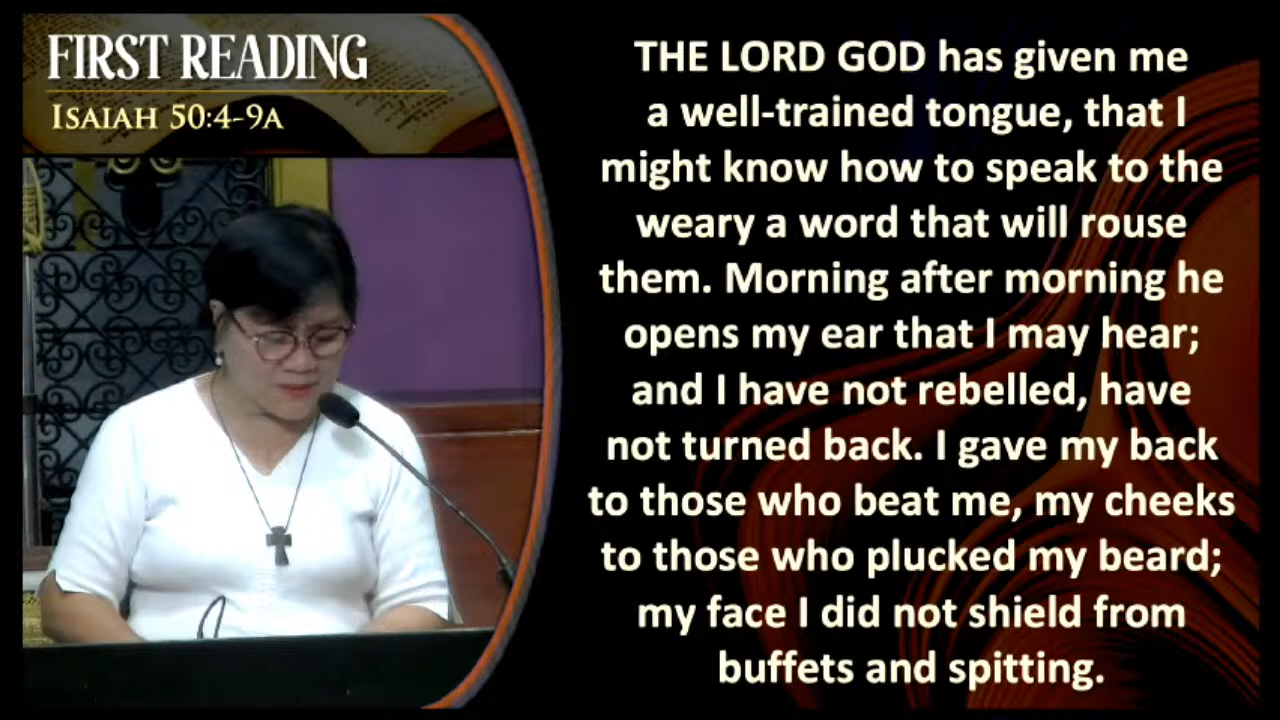 FIRST READING
ISAIAH 50:4-9A
THE LORD GOD has given me
a well-trained tongue, that I
might know how to speak to the
weary a word that will rouse
them. Morning after morning he
opens my ear that I may hear;
and I have not rebelled, have
not turned back. I gave my back
to those who beat me, my cheeks
to those who plucked my beard;
my face I did not shield from
buffets and spitting.